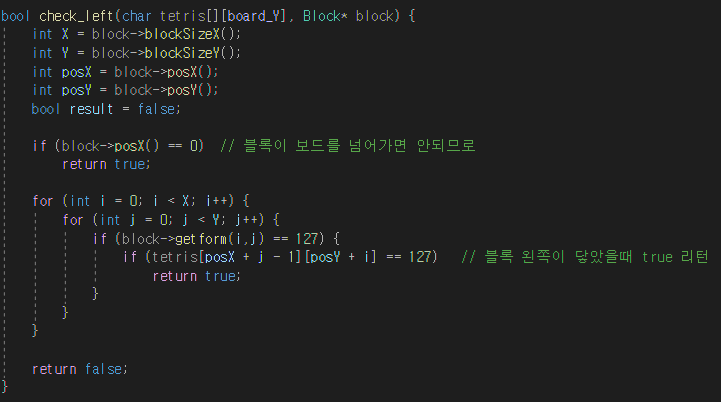 bool check_left(char tetris[][board_Y], Block* block) {
    int X = block->blockSizeX();
    int Y = block->blockSizeY();
    int posX = block->posX();
    int posY = block->posY();
    bool result = false;

    if (block->posX() == 0)  // 블록이 보드를 넘어가면 안되므로
        return true;

    for (int i = 0; i < X; i++) {
        for (int j = 0; j < Y; j++) {
            if (block->getform(i,j) == 127) {
                if (tetris[posX + j - 1][posY + i] == 127)   // 블록 왼쪽이 닿았을때 true 리턴
                    return true;
            }
        }
    }

    return false;
}